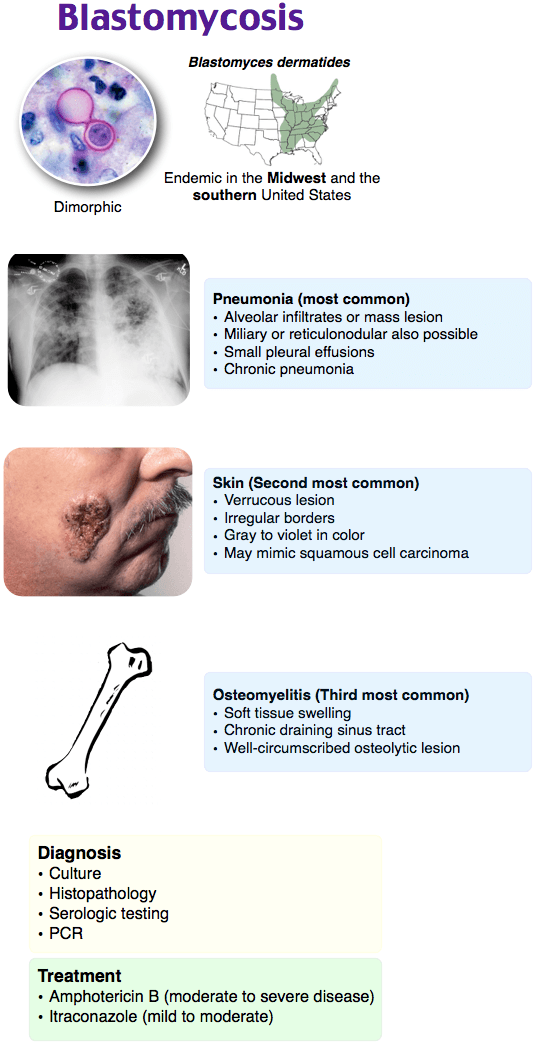 Blastomycosis
Blastomyces dermatides
Endemic in the Midwest and the
southern United States
Dimorphic
Pneumonia (most common)
• Alveolar infiltrates or mass lesion
• Miliary or reticulonodular also possible
• Small pleural effusions
• Chronic pneumonia
Skin (Second most common)
• Verrucous lesion
• Irregular borders
• Gray to violet in color
• May mimic squamous cell carcinoma
Osteomyelitis (Third most common)
• Soft tissue swelling
• Chronic draining sinus tract
• Well-circumscribed osteolytic lesion
Diagnosis
• Culture
• Histopathology
• Serologic testing
• PCR
Treatment
• Amphotericin B (moderate to severe disease)
• Itraconazole (mild to moderate)